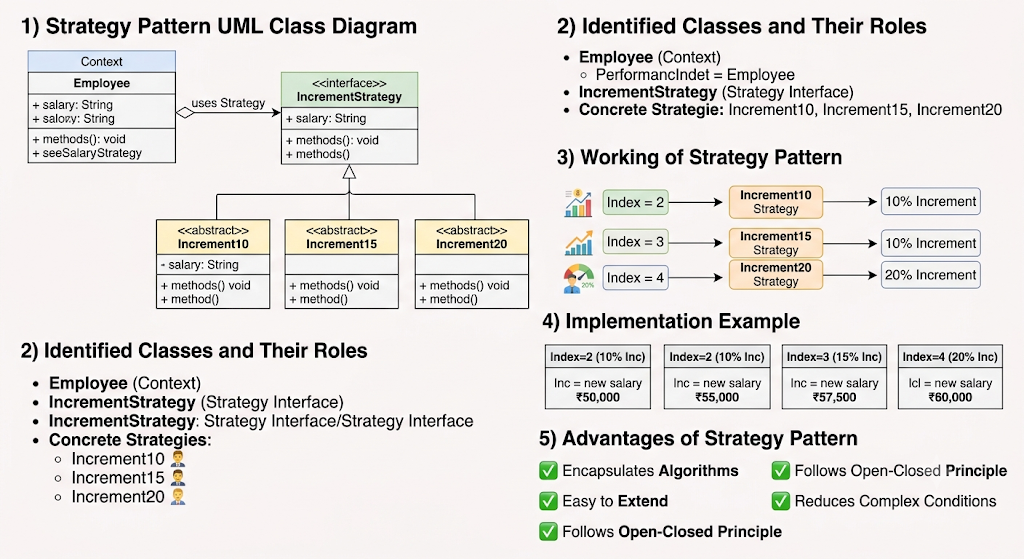 1) Strategy Pattern UML Class Diagram
Context
Employee
+ salary: String
+ salory: String
+ methods(): void
+ seeSalaryStrategy
uses Strategy
<<interface>>
IncrementStrategy
+ salary: String
+ methods(): void
+ methods()
<<abstract>>
Increment10
- salary: String
+ methods() void
+ method()
<<abstract>>
Increment15
+ methods() void
+ method()
<<abstract>>
Increment20
+ methods() void
+ method()
2) Identified Classes and Their Roles
• Employee (Context)
• IncrementStrategy (Strategy Interface)
• IncrementStrategy: Strategy Interface/Strategy Interface
• Concrete Strategies:
○ Increment10
○ Increment15
○ Increment20
2) Identified Classes and Their Roles
• Employee (Context)
○ PerformancIndet = Employee
• IncrementStrategy (Strategy Interface)
• Concrete Strategie: Increment10, Increment15, Increment20
3) Working of Strategy Pattern
Index = 2
Increment10
Strategy
10% Increment
Index = 3
Increment15
Strategy
10% Increment
20%
Index = 4
Increment20
Strategy
20% Increment
4) Implementation Example
Index=2 (10% Inc)
Inc = new salary
₹50,000
Index=2 (10% Inc)
Inc = new salary
₹55,000
Index=3 (15% Inc)
Inc = new salary
₹57,500
Index=4 (20% Inc)
Icl = new salary
₹60,000
5) Advantages of Strategy Pattern
✅ Encapsulates Algorithms
✅ Follows Open-Closed Principle
✅ Easy to Extend
✅ Reduces Complex Conditions
✅ Follows Open-Closed Principle